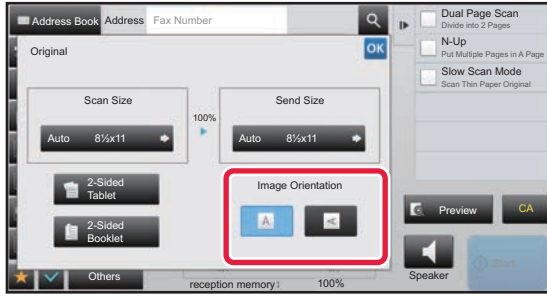 Address Book Address Fax Number
Original
OK
Scan Size
100%
Send Size
Auto 8½x11
Auto 8½x11
2-Sided
Tablet
2-Sided
Booklet
Image Orientation
A
A
Others
reception memory: 100%
Dual Page Scan
Divide into 2 Pages
N-Up
Put Multiple Pages in A Page
Slow Scan Mode
Scan Thin Paper Original
Preview
CA
Speaker
Start